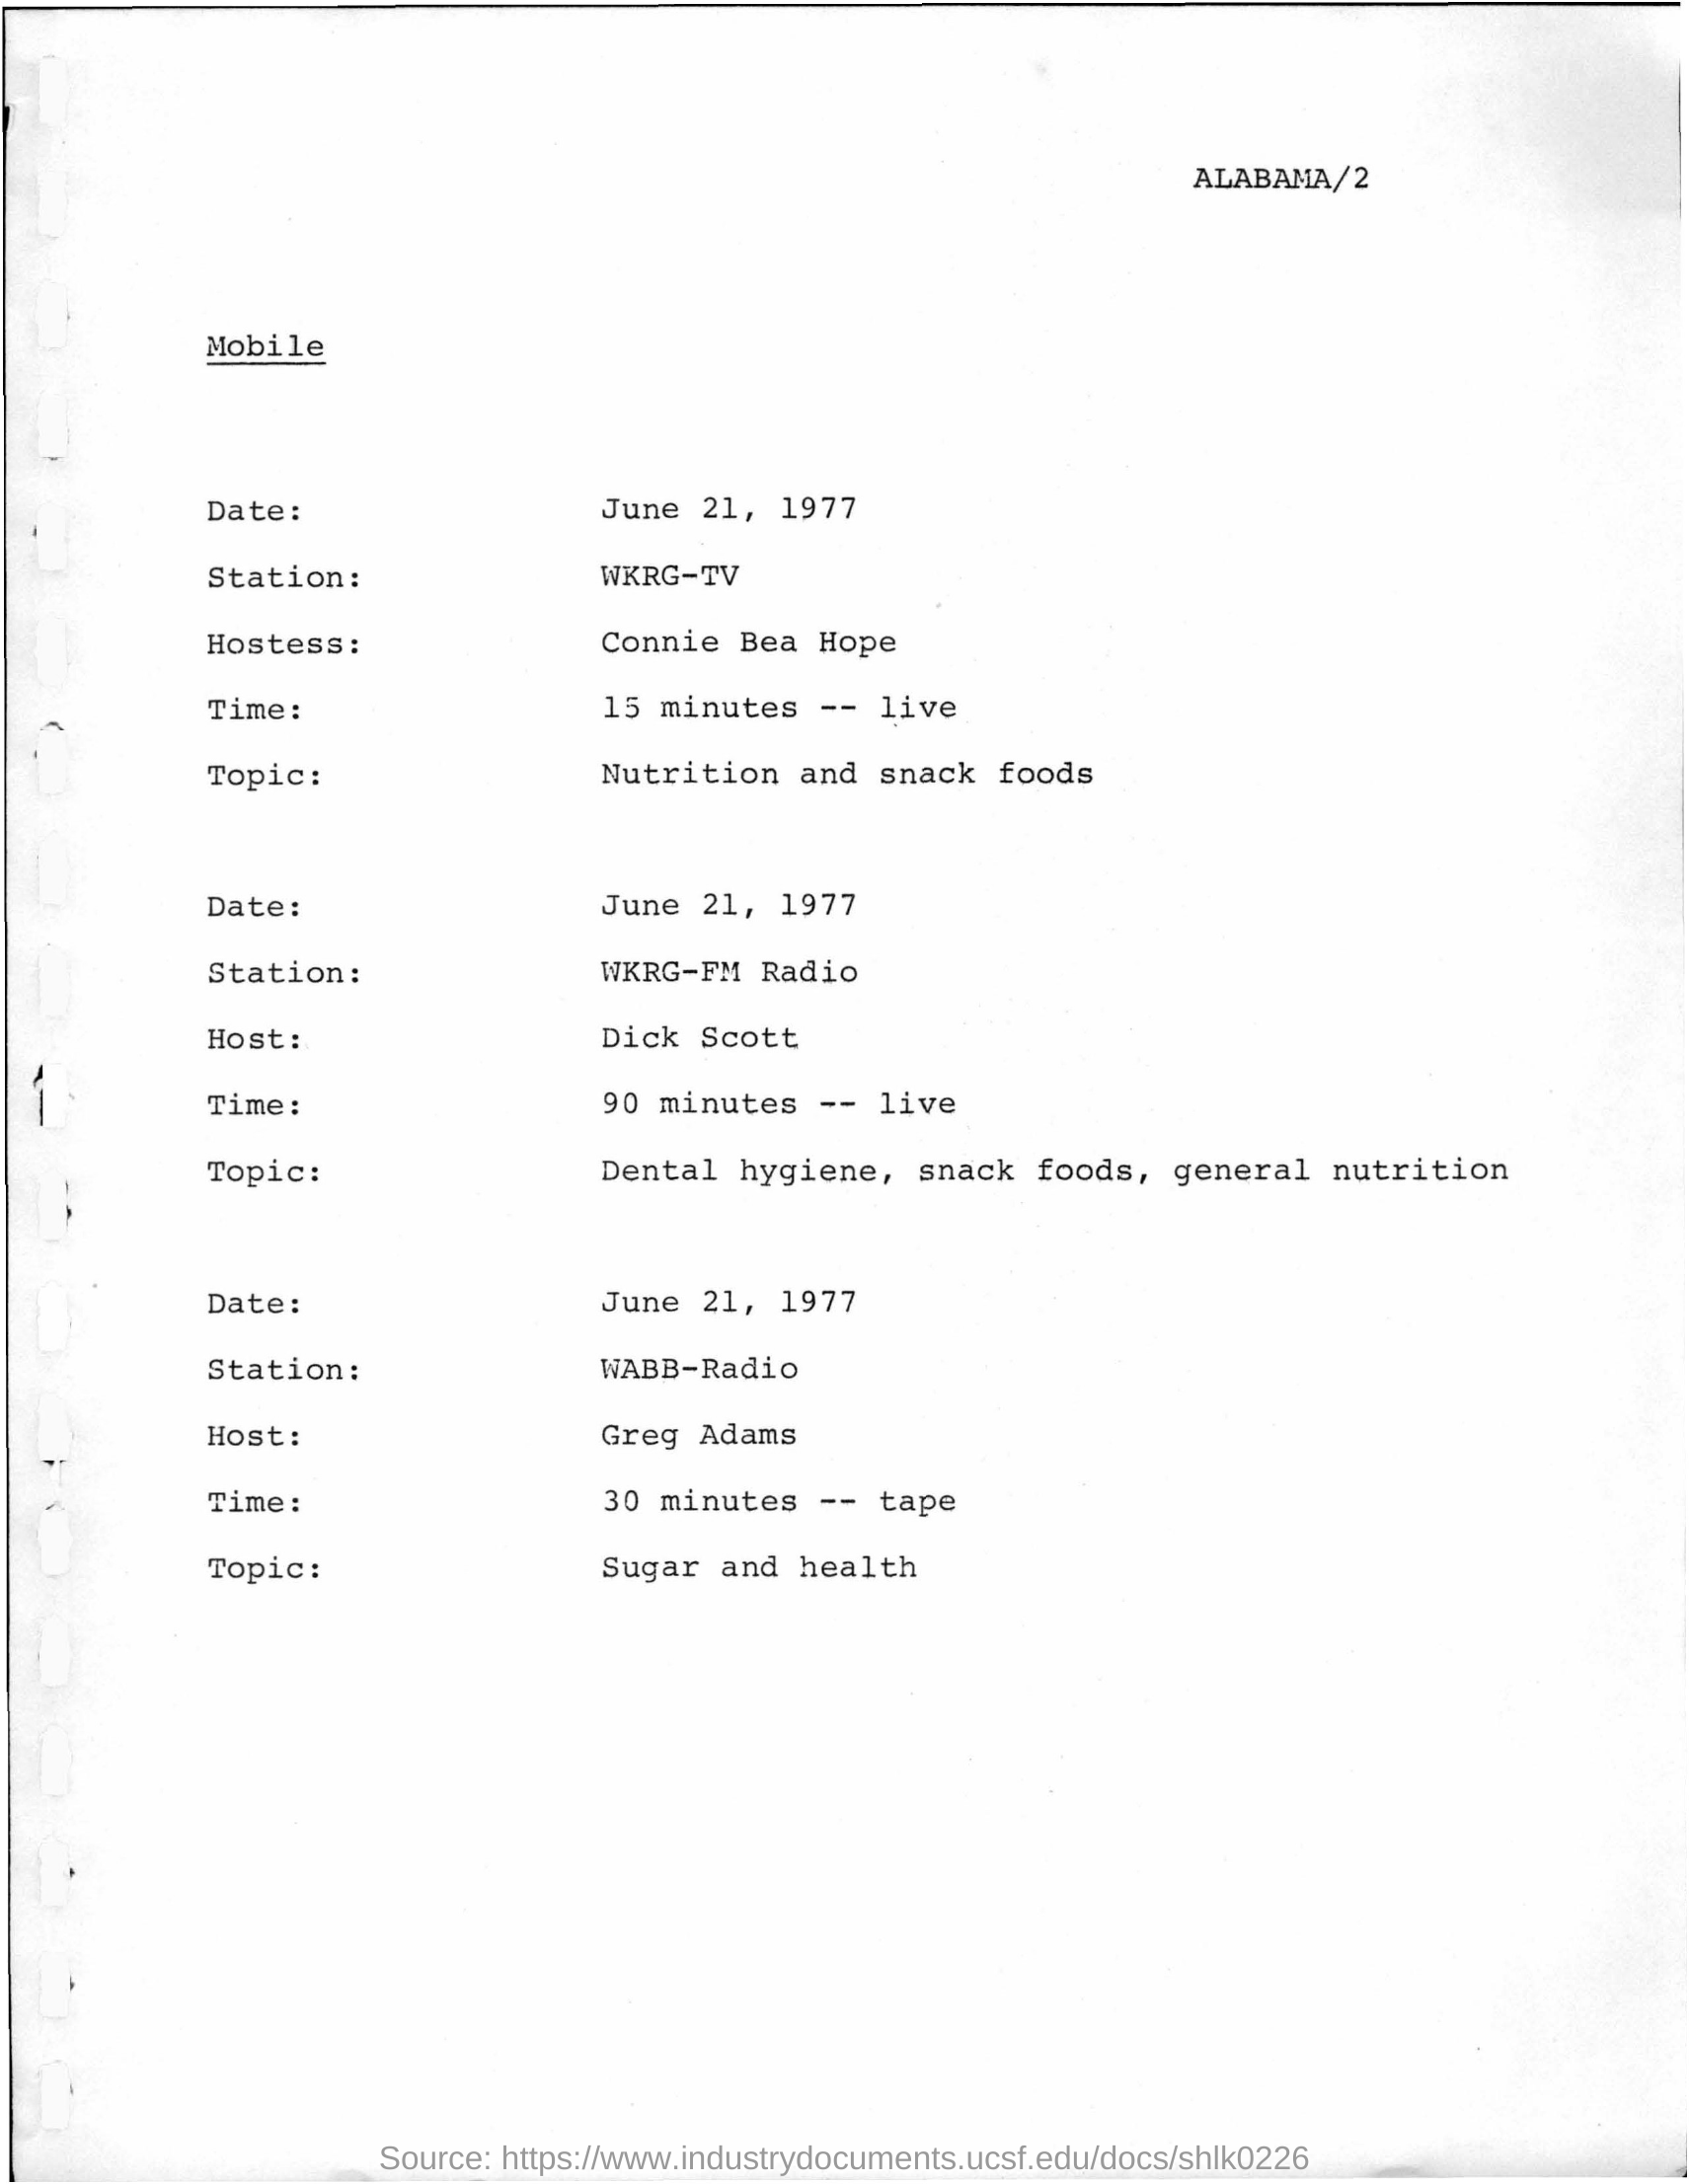 ALABAMA/2
Mobile
Date: June 21, 1977
Station: WKRG-TV
Hostess: Connie Bea Hope
Time: 15 minutes -- live
Topic: Nutrition and snack foods
Date: June 21, 1977
Station: WKRG-FM Radio
Host: Dick Scott
Time: 90 minutes -- live
Topic: Dental hygiene, snack foods, general nutrition
Date: June 21, 1977
Station: WABB-Radio
Host: Greg Adams
Time: 30 minutes -- tape
Topic: Sugar and health
Source: https://www.industrydocuments.ucsf.edu/docs/shlk0226